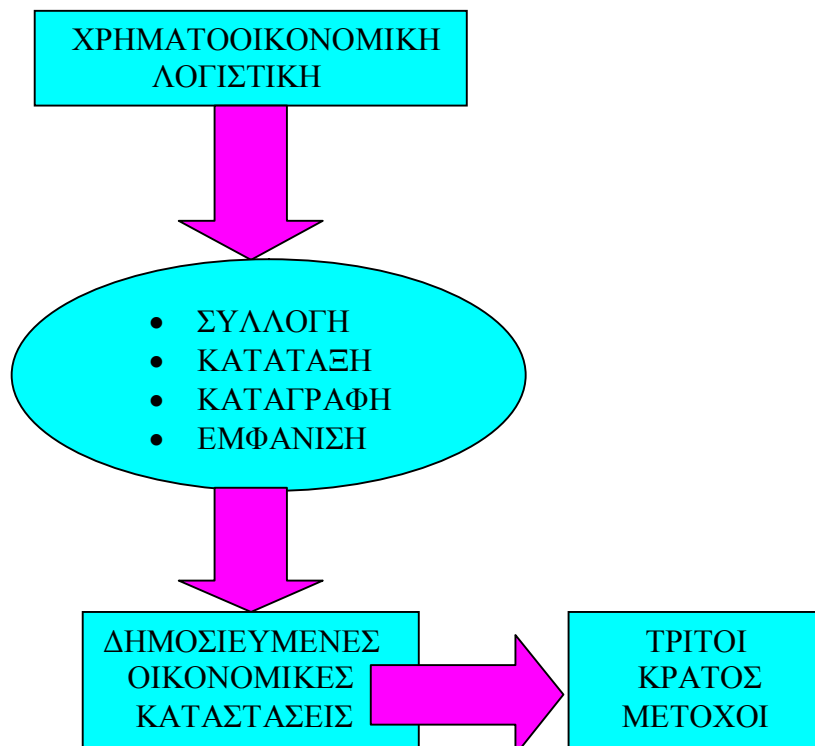 ΧΡΗΜΑΤΟΟΙΚΟΝΟΜΙΚΗ
ΛΟΓΙΣΤΙΚΗ
• ΣΥΛΛΟΓΗ
• ΚΑΤΑΤΑΞΗ
• ΚΑΤΑΓΡΑΦΗ
• ΕΜΦΑΝΙΣΗ
ΔΗΜΟΣΙΕΥΜΕΝΕΣ
ΟΙΚΟΝΟΜΙΚΕΣ
ΚΑΤΑΣΤΑΣΕΙΣ
ΤΡΙΤΟΙ
ΚΡΑΤΟΣ
ΜΕΤΟΧΟΙ